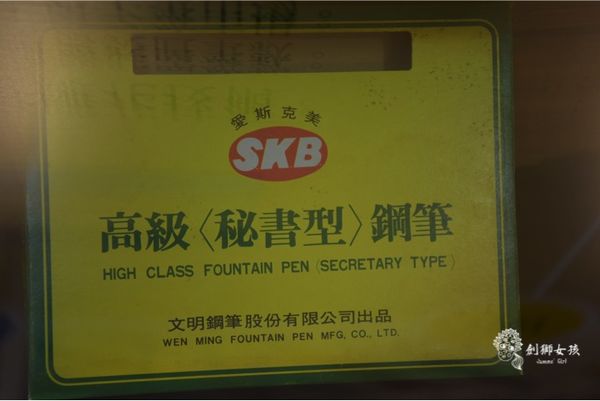 愛斯克美
SKB
高級〈秘書型〉鋼筆
HIGH CLASS FOUNTAIN PEN (SECRETARY TYPE)
文明鋼筆股份有限公司出品
WEN MING FOUNTAIN PEN MFG, CO., LTD.
劍獅女孩